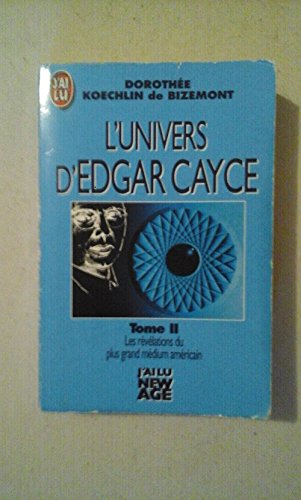 J'AI LU
DOROTHÉE
KOECHLIN de BIZEMONT
L'UNIVERS
D'EDGAR CAYCE
Tome II
Les révélations du
plus grand médium américain
J'AI LU
NEW
AGE